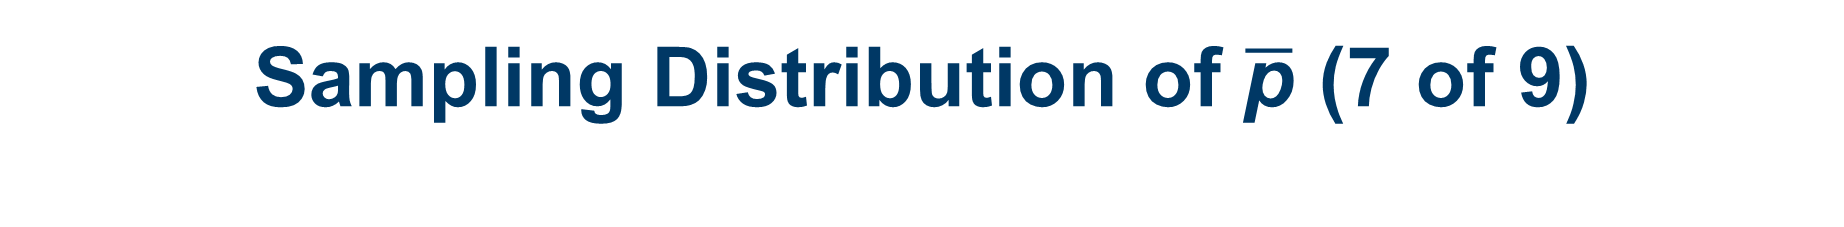 Sampling Distribution of p̅ (7 of 9)